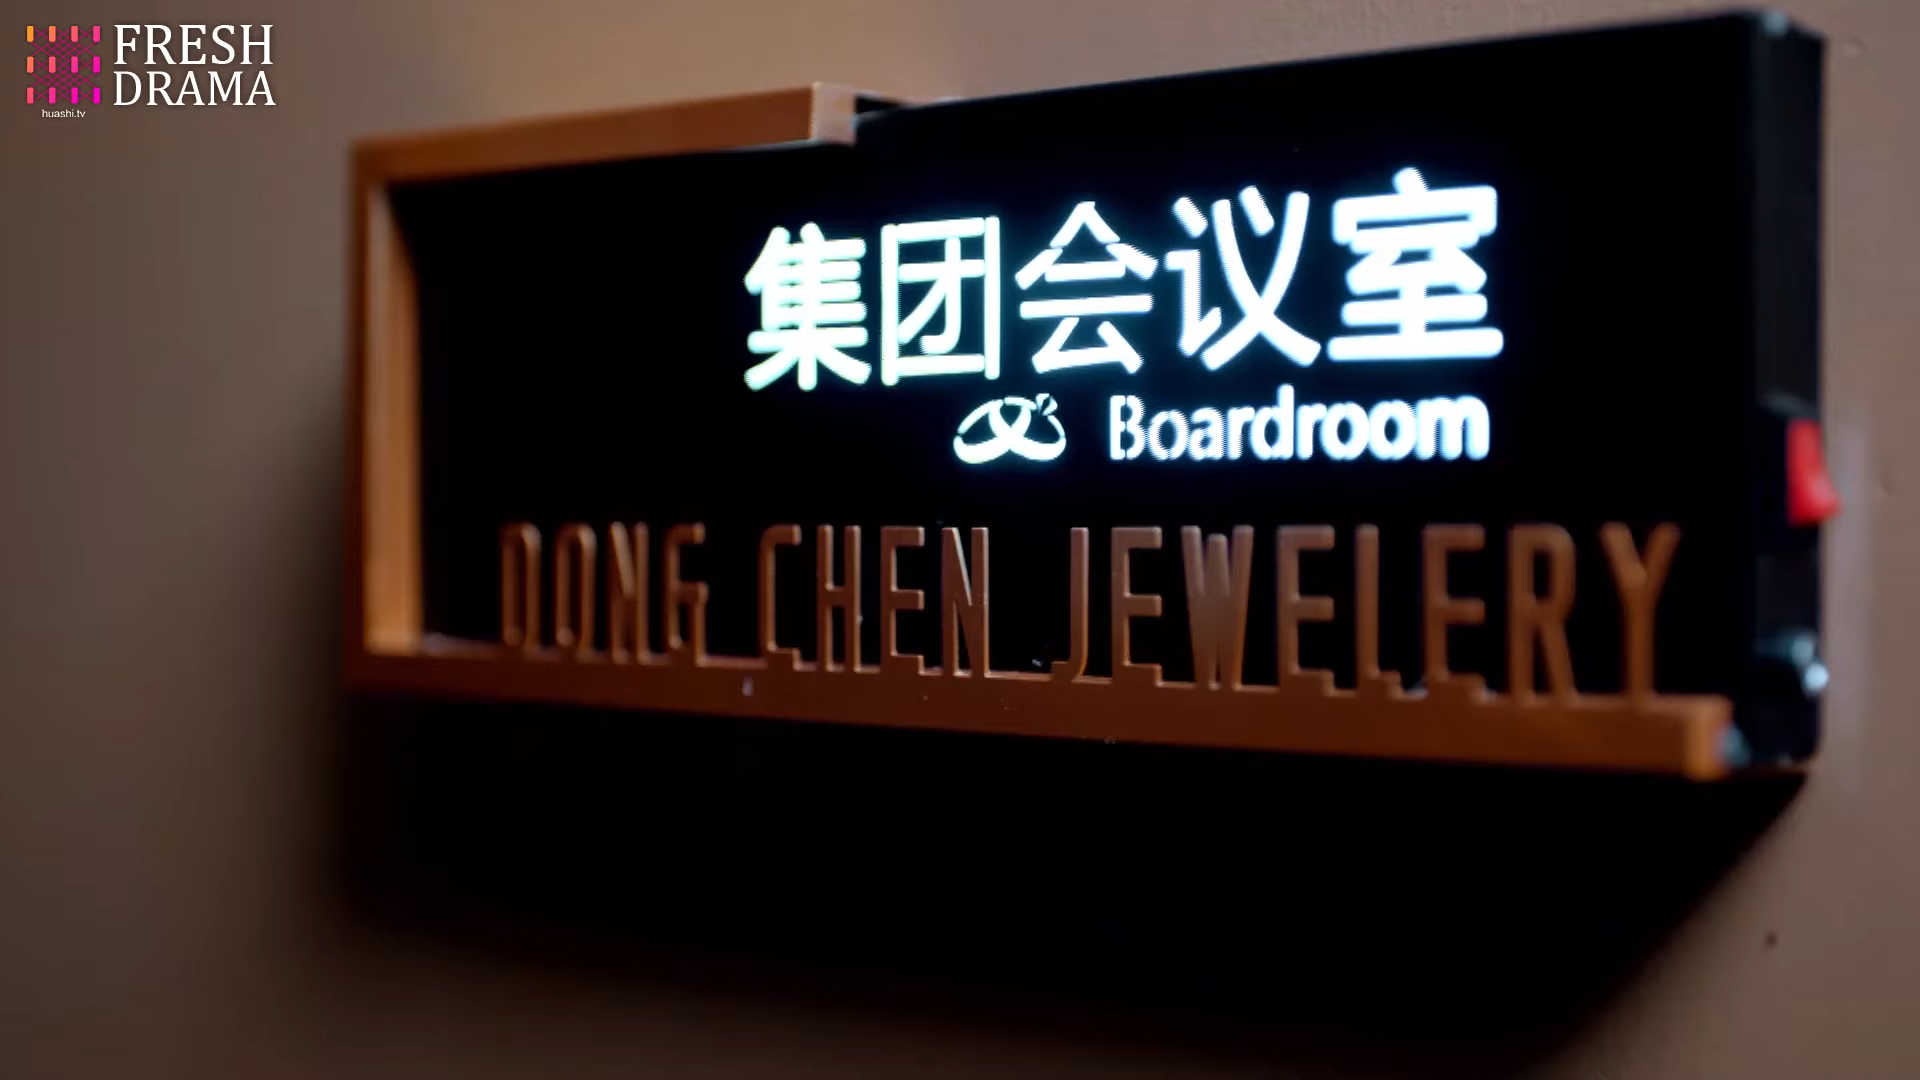 FRESH
DRAMA
huashi.tv
集团会议室
Boardroom
DONG CHEN JEWELERY